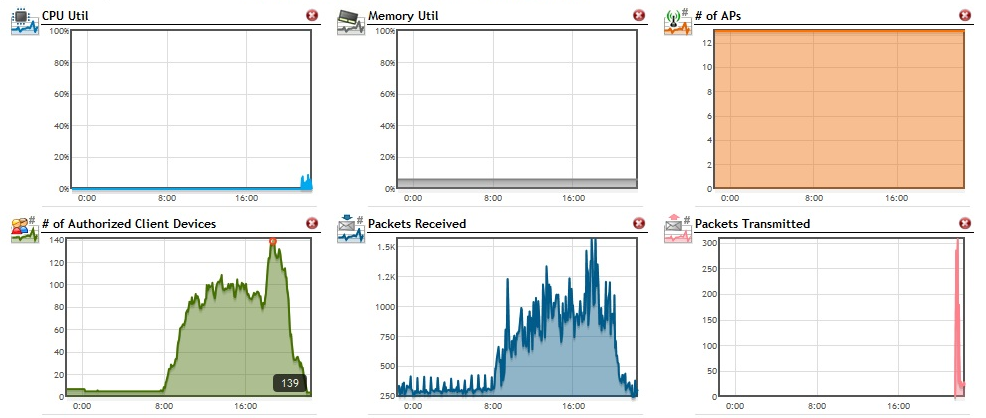 CPU Util
100%
80%
60%
40%
20%
0%
0:00 8:00 16:00
Memory Util
100%
80%
60%
40%
20%
0%
0:00 8:00 16:00
#
# of APs
12
10
8
6
4
2
0
0:00 8:00 16:00
#
# of Authorized Client Devices
140
120
100
80
60
40
20
0
139
0:00 8:00 16:00
#
Packets Received
1.5K
1.2K
1K
750
500
250
0:00 8:00 16:00
#
Packets Transmitted
300
250
200
150
100
50
0
0:00 8:00 16:00